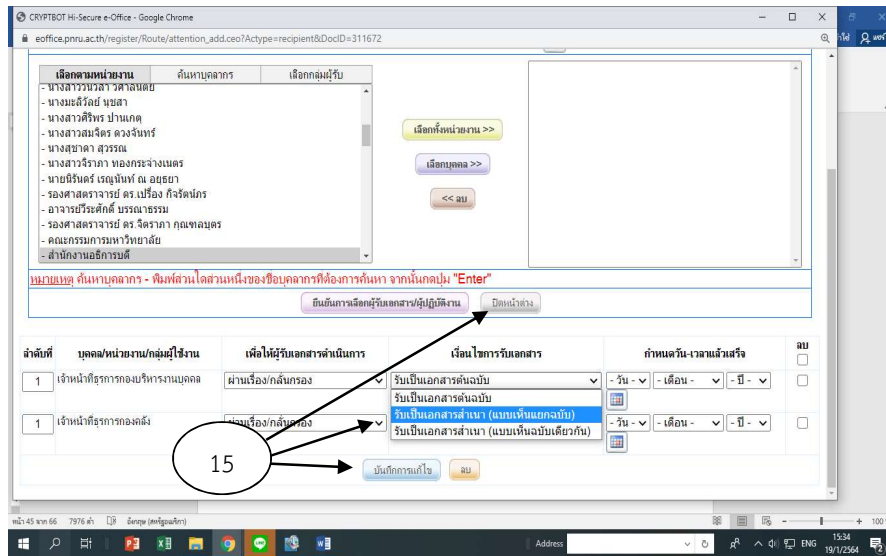 CRYPTBOT Hi-Secure e-Office - Google Chrome
eoffice.pnru.ac.th/register/Route/attention_add.ceo?Actype=recipient&DocID=311672
เลือกตามหน่วยงาน ค้นหาบุคลากร เลือกกลุ่มผู้รับ
- นางมะลิวัลย์ นุชสา
- นางสาวศิริพร ปานเกตุ
- นางสาวสมจิตร ดวงจันทร์
- นางสุชาดา สุวรรณ
- นางสาวจิราภา ทองกระจ่างเนตร
- นายนิรันดร์ เรณูนันท์ ณ อยุธยา
- รองศาสตราจารย์ ดร.เปรื่อง กิจรัตน์ภร
- อาจารย์วีระศักดิ์ บรรณาธรรม
- รองศาสตราจารย์ ดร.จิตราภา กุณฑลบุตร
- คณะกรรมการมหาวิทยาลัย
- สำนักงานอธิการบดี
เลือกทั้งหน่วยงาน >>
เลือกบุคคล >>
<< ลบ
หมายเหตุ ค้นหาบุคลากร - พิมพ์ส่วนใดส่วนหนึ่งของชื่อบุคลากรที่ต้องการค้นหา จากนั้นกดปุ่ม "Enter"
ยืนยันการเลือกผู้รับเอกสาร/ผู้ปฏิบัติงาน ปิดหน้าต่าง
ลำดับที่ บุคคล/หน่วยงาน/กลุ่มผู้ใช้งาน เพื่อให้ผู้รับเอกสารดำเนินการ เงื่อนไขการรับเอกสาร กำหนดวัน-เวลาแล้วเสร็จ ลบ
1 เจ้าหน้าที่ธุรการกองบริหารงานบุคคล ผ่านเรื่อง/กลั่นกรอง รับเป็นเอกสารต้นฉบับ - วัน - - เดือน - - ปี -
รับเป็นเอกสารต้นฉบับ
รับเป็นเอกสารสำเนา (แบบเห็นแยกฉบับ)
รับเป็นเอกสารสำเนา (แบบเห็นฉบับเดียวกัน)
1 เจ้าหน้าที่ธุรการกองคลัง ผ่านเรื่อง/กลั่นกรอง - วัน - - เดือน - - ปี -
15
บันทึกการแก้ไข ลบ
หน้า 45 จาก 66 7976 คำ อังกฤษ (สหรัฐอเมริกา) 100
Address ENG 15:34
19/1/2564